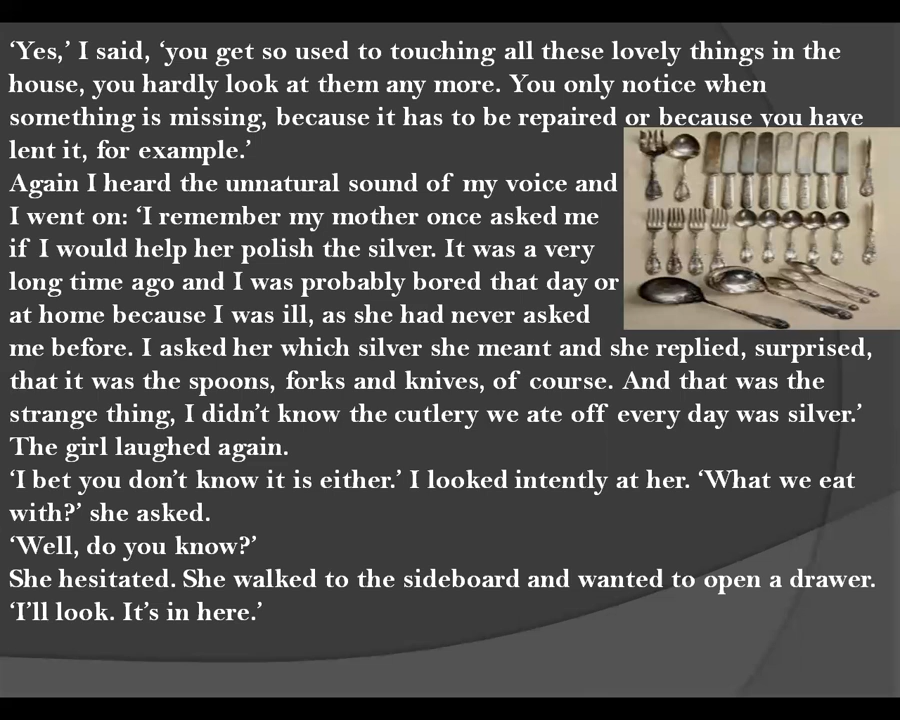 ‘Yes,’ I said, ‘you get so used to touching all these lovely things in the
house, you hardly look at them any more. You only notice when
something is missing, because it has to be repaired or because you have
lent it, for example.’
Again I heard the unnatural sound of my voice and
I went on: ‘I remember my mother once asked me
if I would help her polish the silver. It was a very
long time ago and I was probably bored that day or
at home because I was ill, as she had never asked
me before. I asked her which silver she meant and she replied, surprised,
that it was the spoons, forks and knives, of course. And that was the
strange thing, I didn’t know the cutlery we ate off every day was silver.’
The girl laughed again.
‘I bet you don’t know it is either.’ I looked intently at her. ‘What we eat
with?’ she asked.
‘Well, do you know?’
She hesitated. She walked to the sideboard and wanted to open a drawer.
‘I’ll look. It’s in here.’